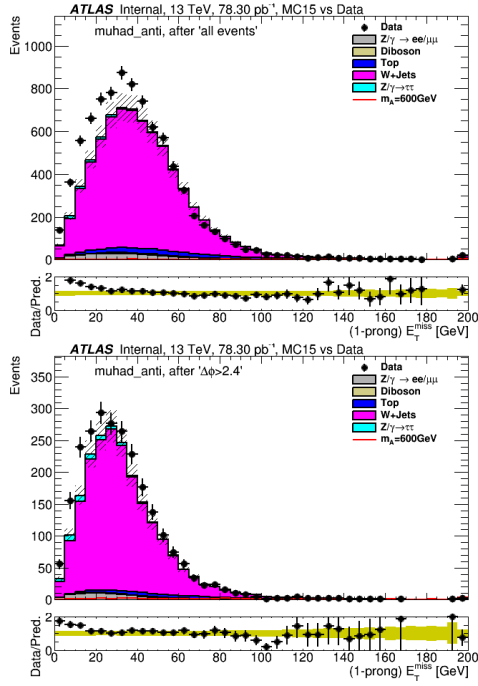 ATLAS Internal, 13 TeV, 78.30 pb⁻¹, MC15 vs Data
Events
muhad_anti, after 'all events'
Data
Z/γ → ee/μμ
Diboson
Top
W+Jets
Z/γ→ττ
m_A=600GeV
1000
800
600
400
200
0
Data/Pred.
2
1
0
0 20 40 60 80 100 120 140 160 180 200
(1-prong) E_T^miss [GeV]
ATLAS Internal, 13 TeV, 78.30 pb⁻¹, MC15 vs Data
Events
muhad_anti, after 'Δϕ>2.4'
Data
Z/γ → ee/μμ
Diboson
Top
W+Jets
Z/γ→ττ
m_A=600GeV
350
300
250
200
150
100
50
0
Data/Pred.
2
1
0
0 20 40 60 80 100 120 140 160 180 200
(1-prong) E_T^miss [GeV]